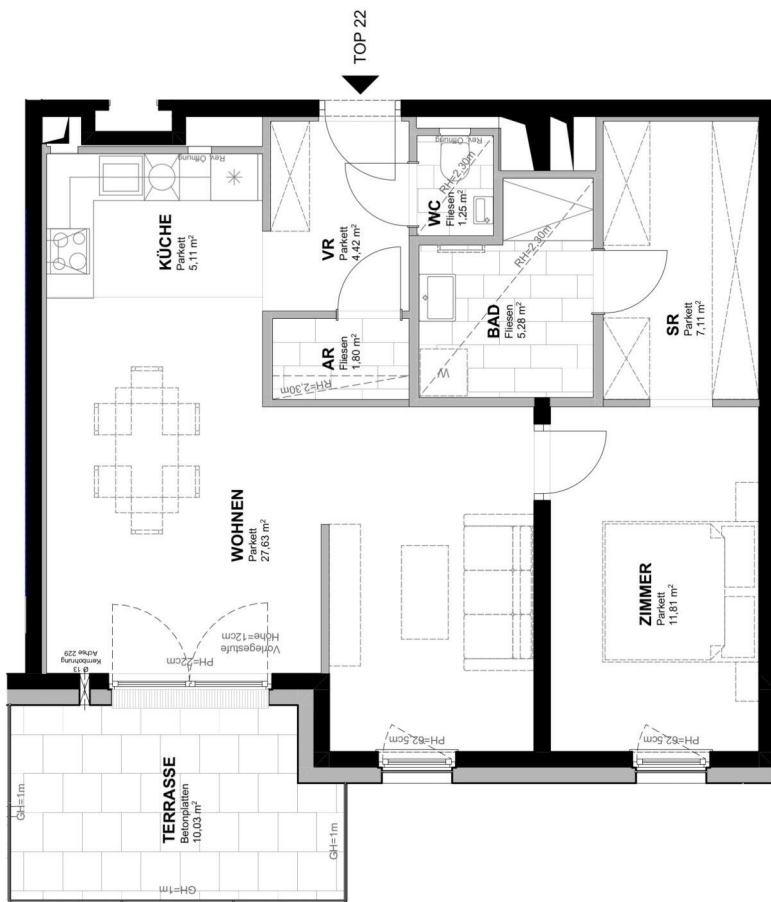 TOP 22
KÜCHE
Parkett
5,11 m²
Rev.Öffnung
VR
Parkett
4,42 m²
WC
Fliesen
1,25 m²
Rev.Öffnung
RH=2,30m
AR
Fliesen
1,80 m²
RH=2,30m
BAD
Fliesen
5,28 m²
RH=2,30m
W
SR
Parkett
7,11 m²
WOHNEN
Parkett
27,63 m²
ZIMMER
Parkett
11,81 m²
Ø 13
Kernbohrung
Achse 229
PH=22cm
Vorlegestufe
Höhe=12cm
PH=62,5cm
PH=62,5cm
TERRASSE
Betonplatten
10,03 m²
GH=1m
GH=1m
GH=1m